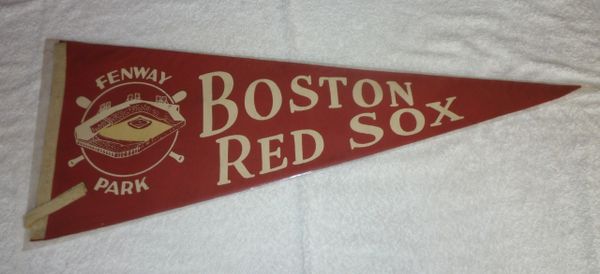 FENWAY
PARK
BOSTON
RED SOX